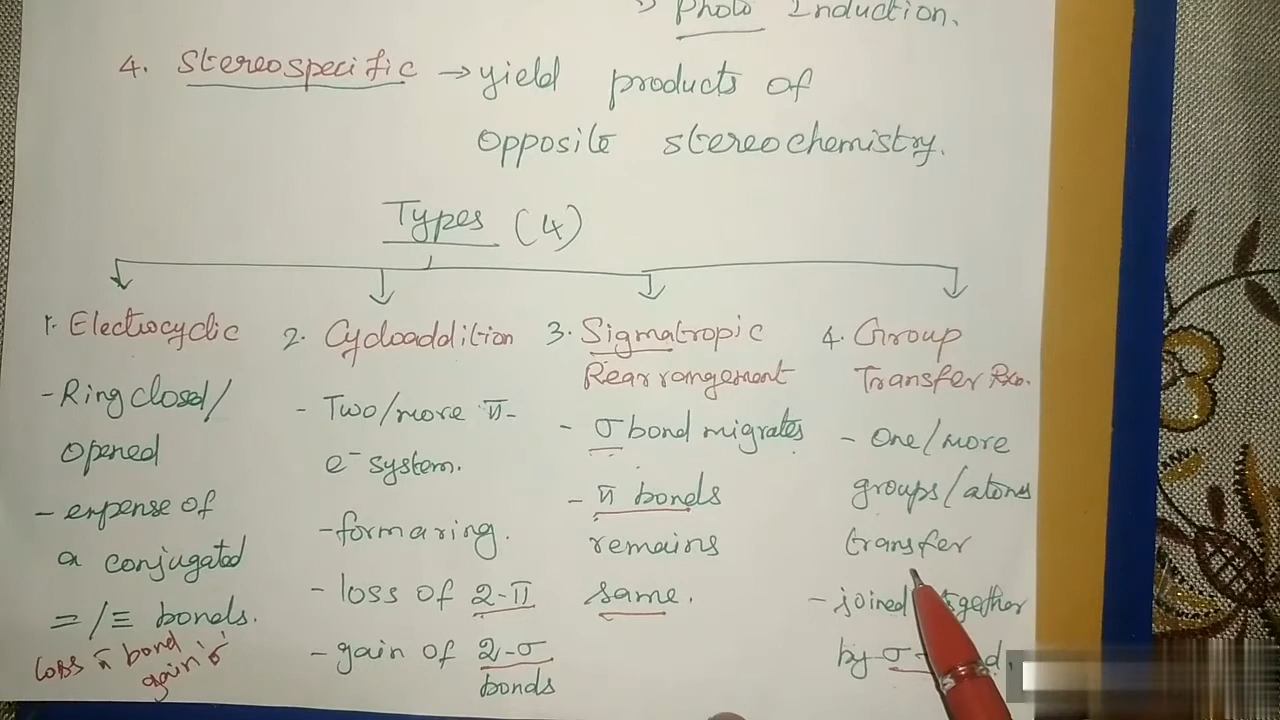 Photo Induction.
4. Stereospecific → yield products of
opposite stereochemistry.
Types (4)
1. Electrocyclic
- Ring closed/
opened
- expense of
a conjugated
= / ≡ bonds.
loss π bond
gain σ
2. Cycloaddition
- Two/more π-
e⁻ system.
- form a ring.
- loss of 2-π
- gain of 2-σ
bonds
3. Sigmatropic
Rearrangement
- σ bond migrates
- π bonds
remains
same.
4. Group
Transfer Rxn.
- one/more
groups/atoms
transfer
- joined together
by σ-